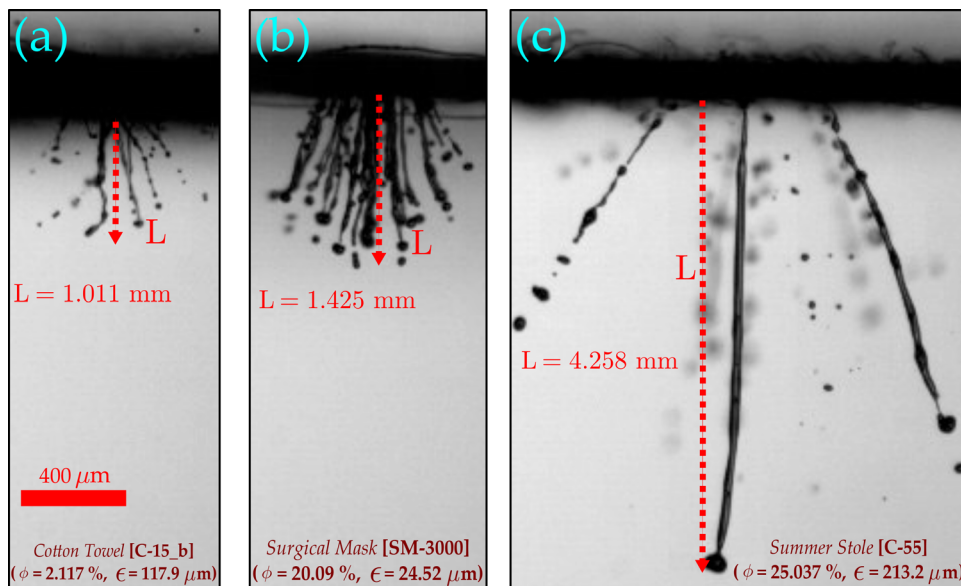 (a)
L
L = 1.011 mm
400 μm
Cotton Towel [C-15_b]
(ϕ = 2.117 %, ϵ = 117.9 μm)
(b)
L
L = 1.425 mm
Surgical Mask [SM-3000]
(ϕ = 20.09 %, ϵ = 24.52 μm)
(c)
L
L = 4.258 mm
Summer Stole [C-55]
(ϕ = 25.037 %, ϵ = 213.2 μm)